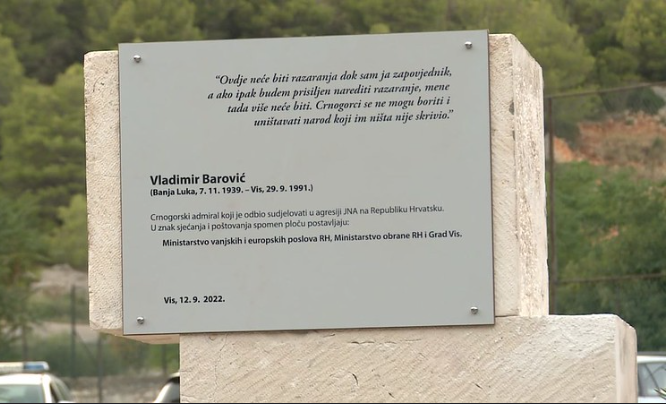 “Ovdje neće biti razaranja dok sam ja zapovjednik,
a ako ipak budem prisiljen narediti razaranje, mene
tada više neće biti. Crnogorci se ne mogu boriti i
uništavati narod koji im ništa nije skrivio.”
Vladimir Barović
(Banja Luka, 7. 11. 1939. – Vis, 29. 9. 1991.)
Crnogorski admiral koji je odbio sudjelovati u agresiji JNA na Republiku Hrvatsku.
U znak sjećanja i poštovanja spomen ploču postavljaju:
Ministarstvo vanjskih i europskih poslova RH, Ministarstvo obrane RH i Grad Vis.
Vis, 12. 9. 2022.